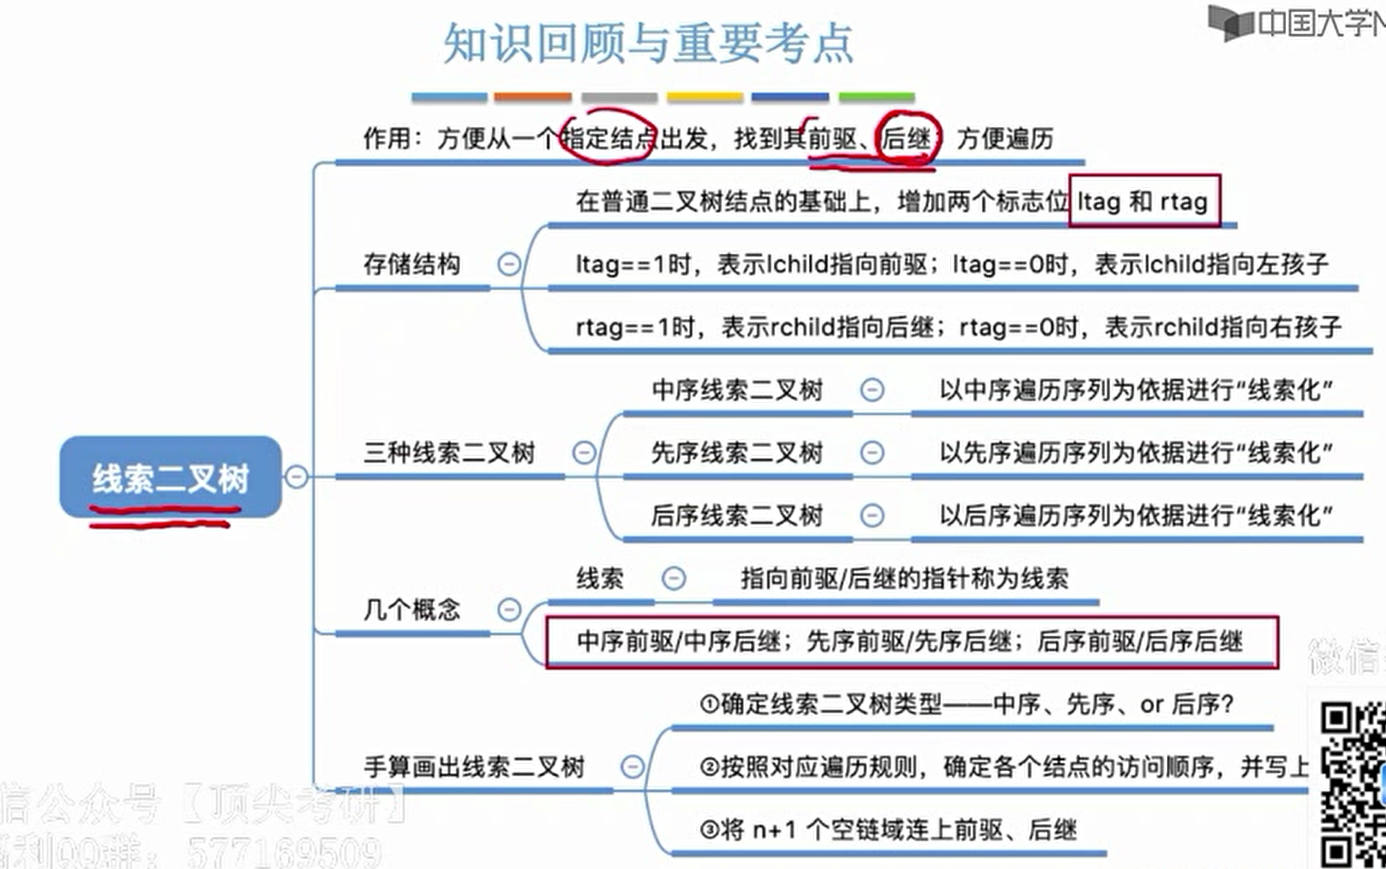 知识回顾与重要考点
中国大学M
作用：方便从一个指定结点出发，找到其前驱、后继；方便遍历
在普通二叉树结点的基础上，增加两个标志位 ltag 和 rtag
存储结构
ltag==1时，表示lchild指向前驱；ltag==0时，表示lchild指向左孩子
rtag==1时，表示rchild指向后继；rtag==0时，表示rchild指向右孩子
中序线索二叉树
以中序遍历序列为依据进行“线索化”
三种线索二叉树
先序线索二叉树
以先序遍历序列为依据进行“线索化”
线索二叉树
后序线索二叉树
以后序遍历序列为依据进行“线索化”
线索
指向前驱/后继的指针称为线索
几个概念
中序前驱/中序后继；先序前驱/先序后继；后序前驱/后序后继
微信
①确定线索二叉树类型——中序、先序、or 后序？
手算画出线索二叉树
②按照对应遍历规则，确定各个结点的访问顺序，并写上
③将 n+1 个空链域连上前驱、后继
信公众号【顶尖考研】
利QQ群：577169509